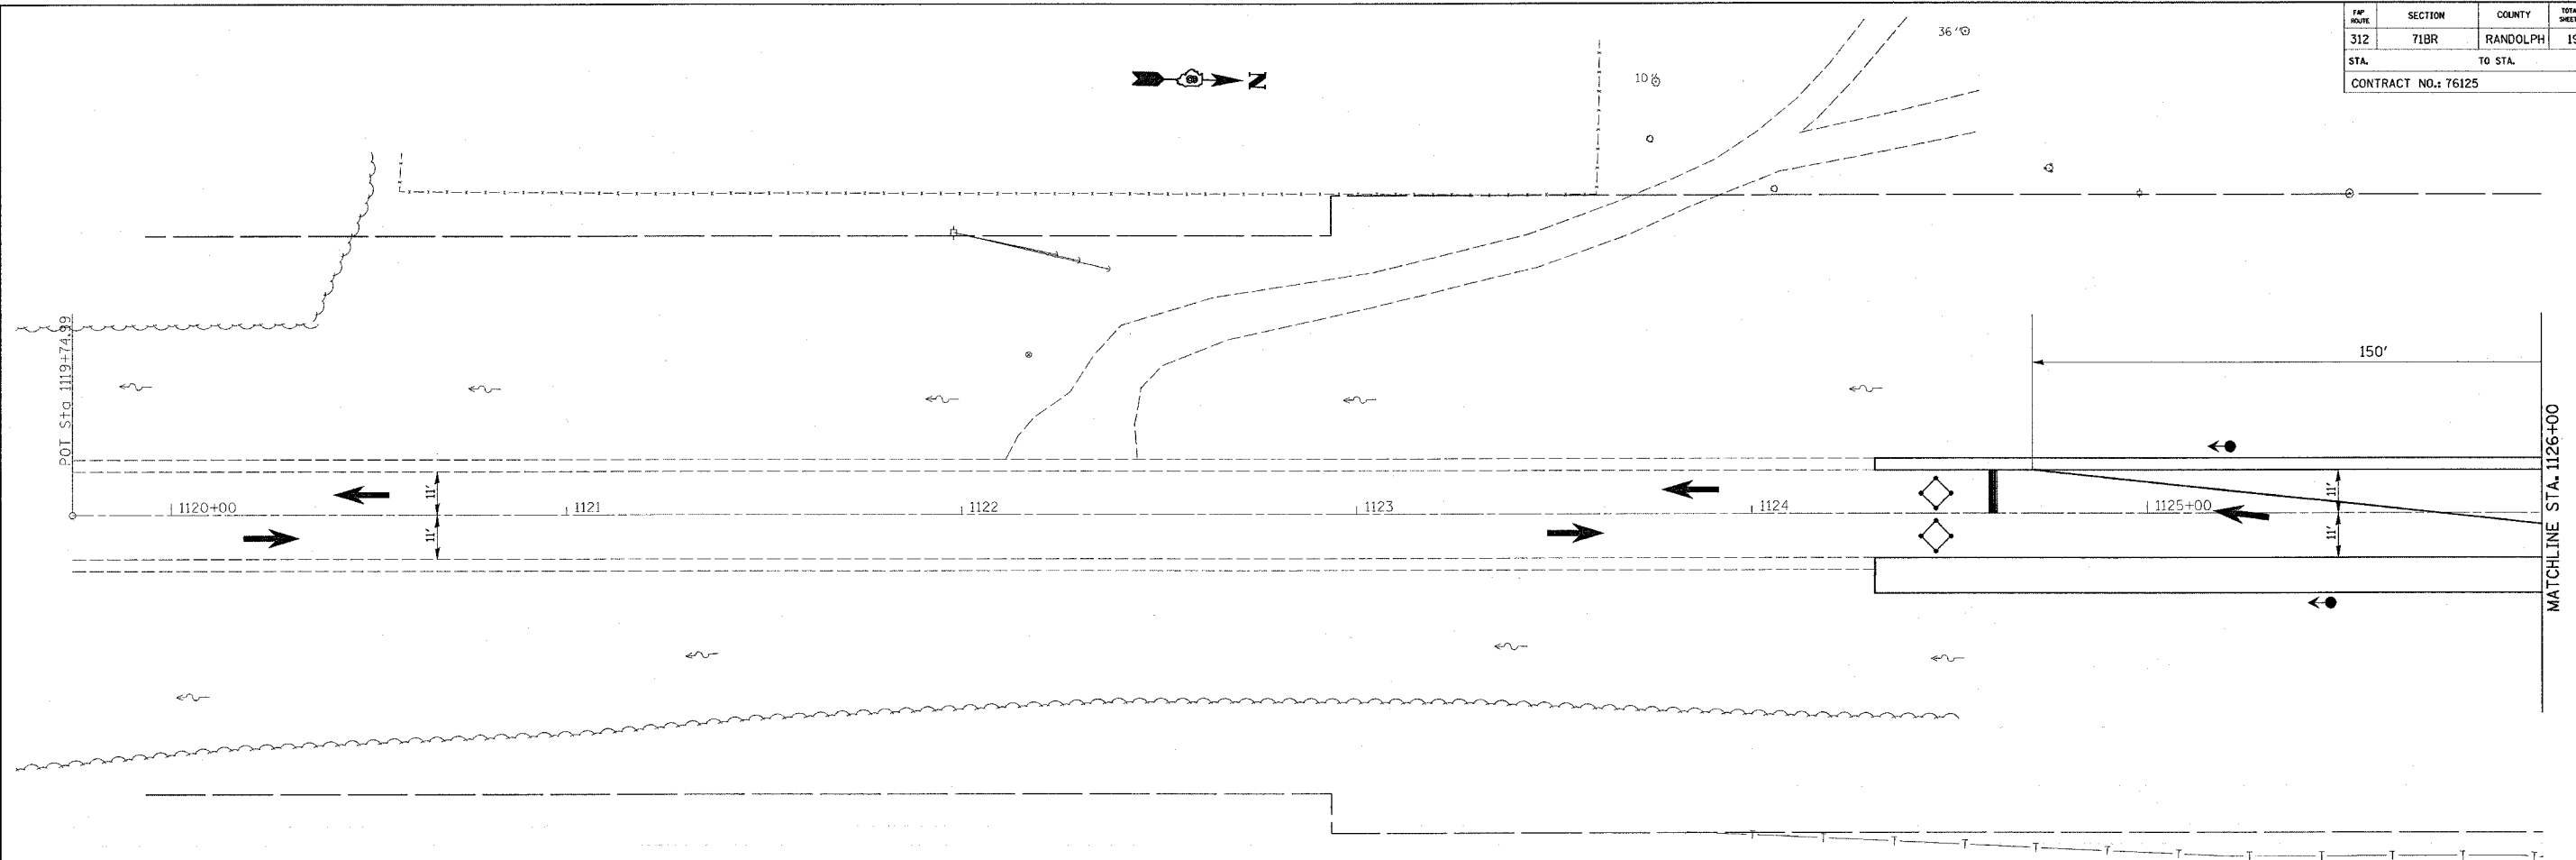 FAP ROUTE SECTION COUNTY
312 71BR RANDOLPH
STA. TO STA.
CONTRACT NO.: 76125
36"
10"
N
POT Sta 1119+74.99
150'
1120+00 1121 1122 1123 1124 1125+00
11'
11'
11'
11'
MATCHLINE STA. 1126+00
T T T T T T T T T T T T